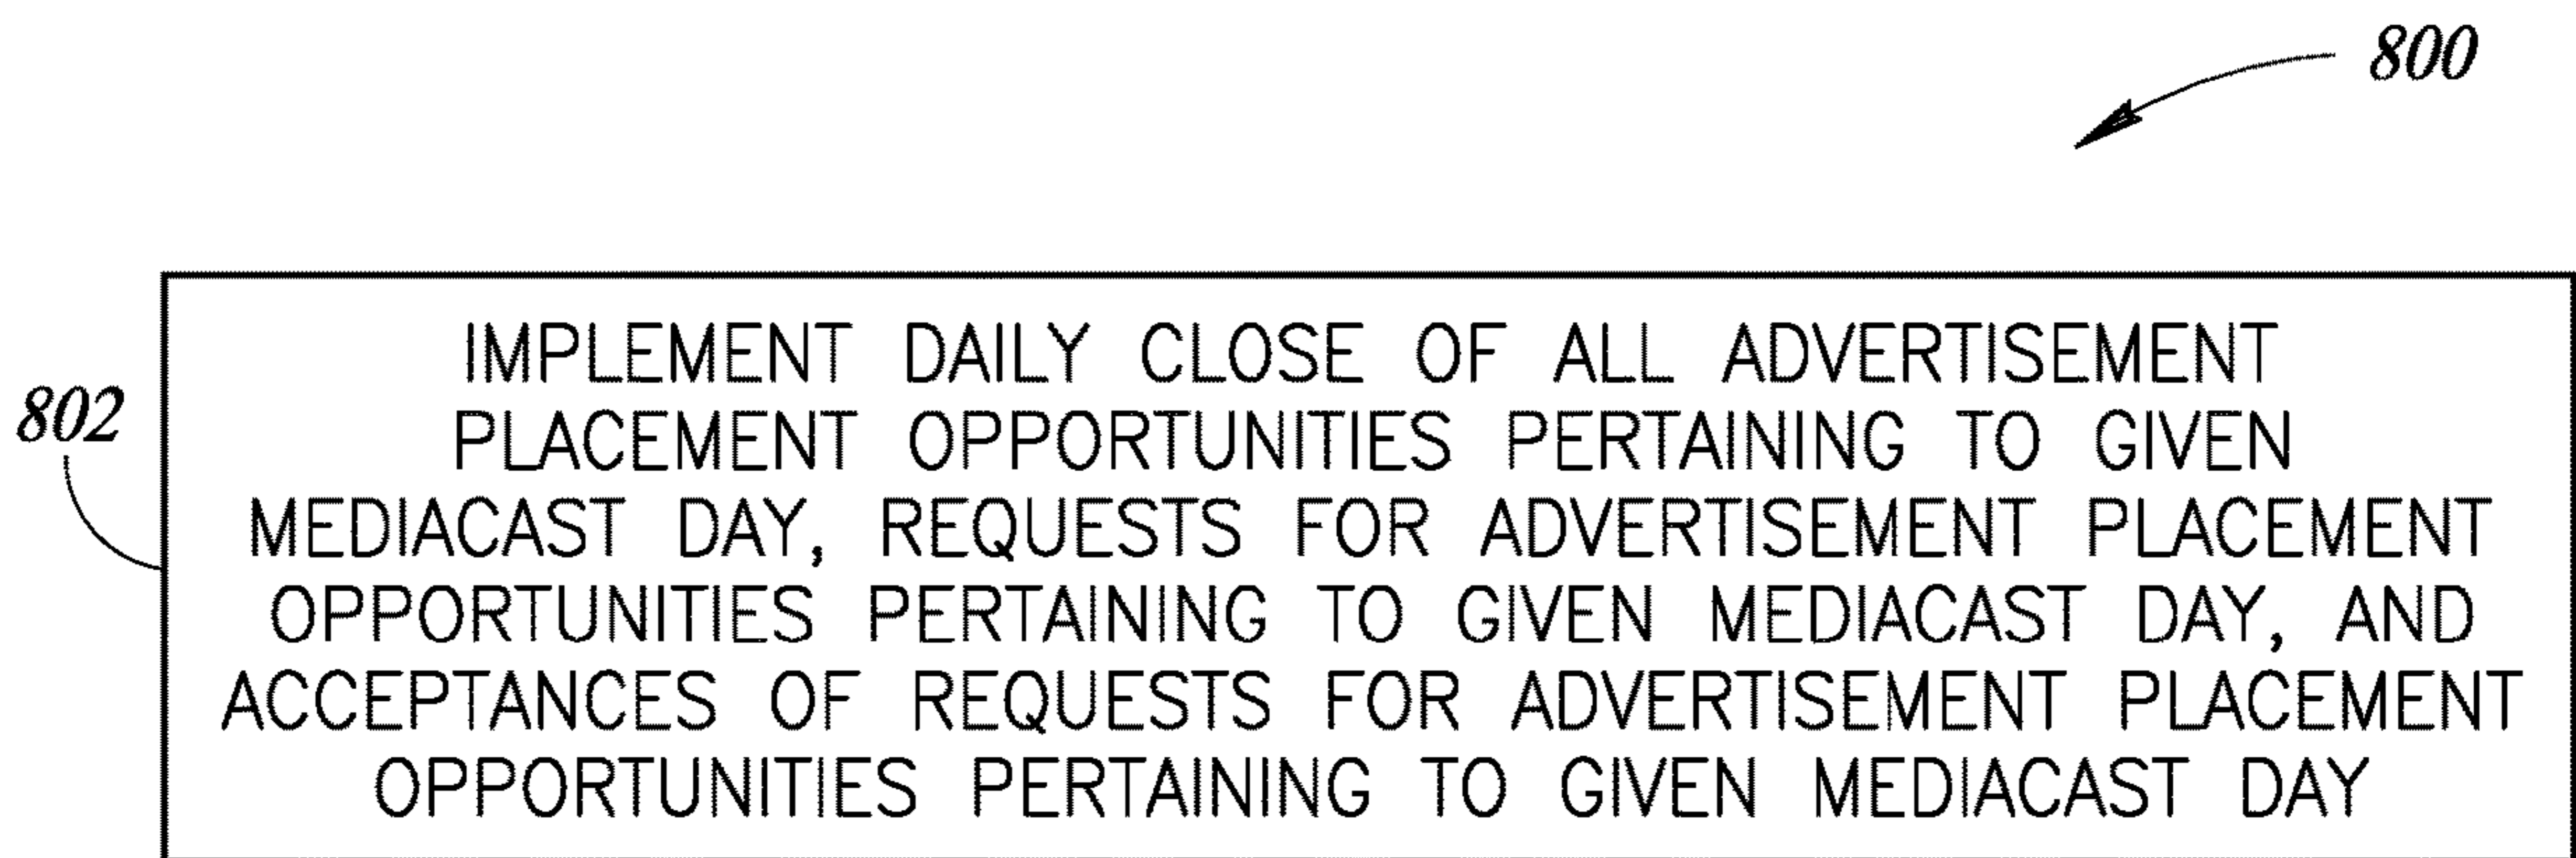 800
802
IMPLEMENT DAILY CLOSE OF ALL ADVERTISEMENT
PLACEMENT OPPORTUNITIES PERTAINING TO GIVEN
MEDIACAST DAY, REQUESTS FOR ADVERTISEMENT PLACEMENT
OPPORTUNITIES PERTAINING TO GIVEN MEDIACAST DAY, AND
ACCEPTANCES OF REQUESTS FOR ADVERTISEMENT PLACEMENT
OPPORTUNITIES PERTAINING TO GIVEN MEDIACAST DAY